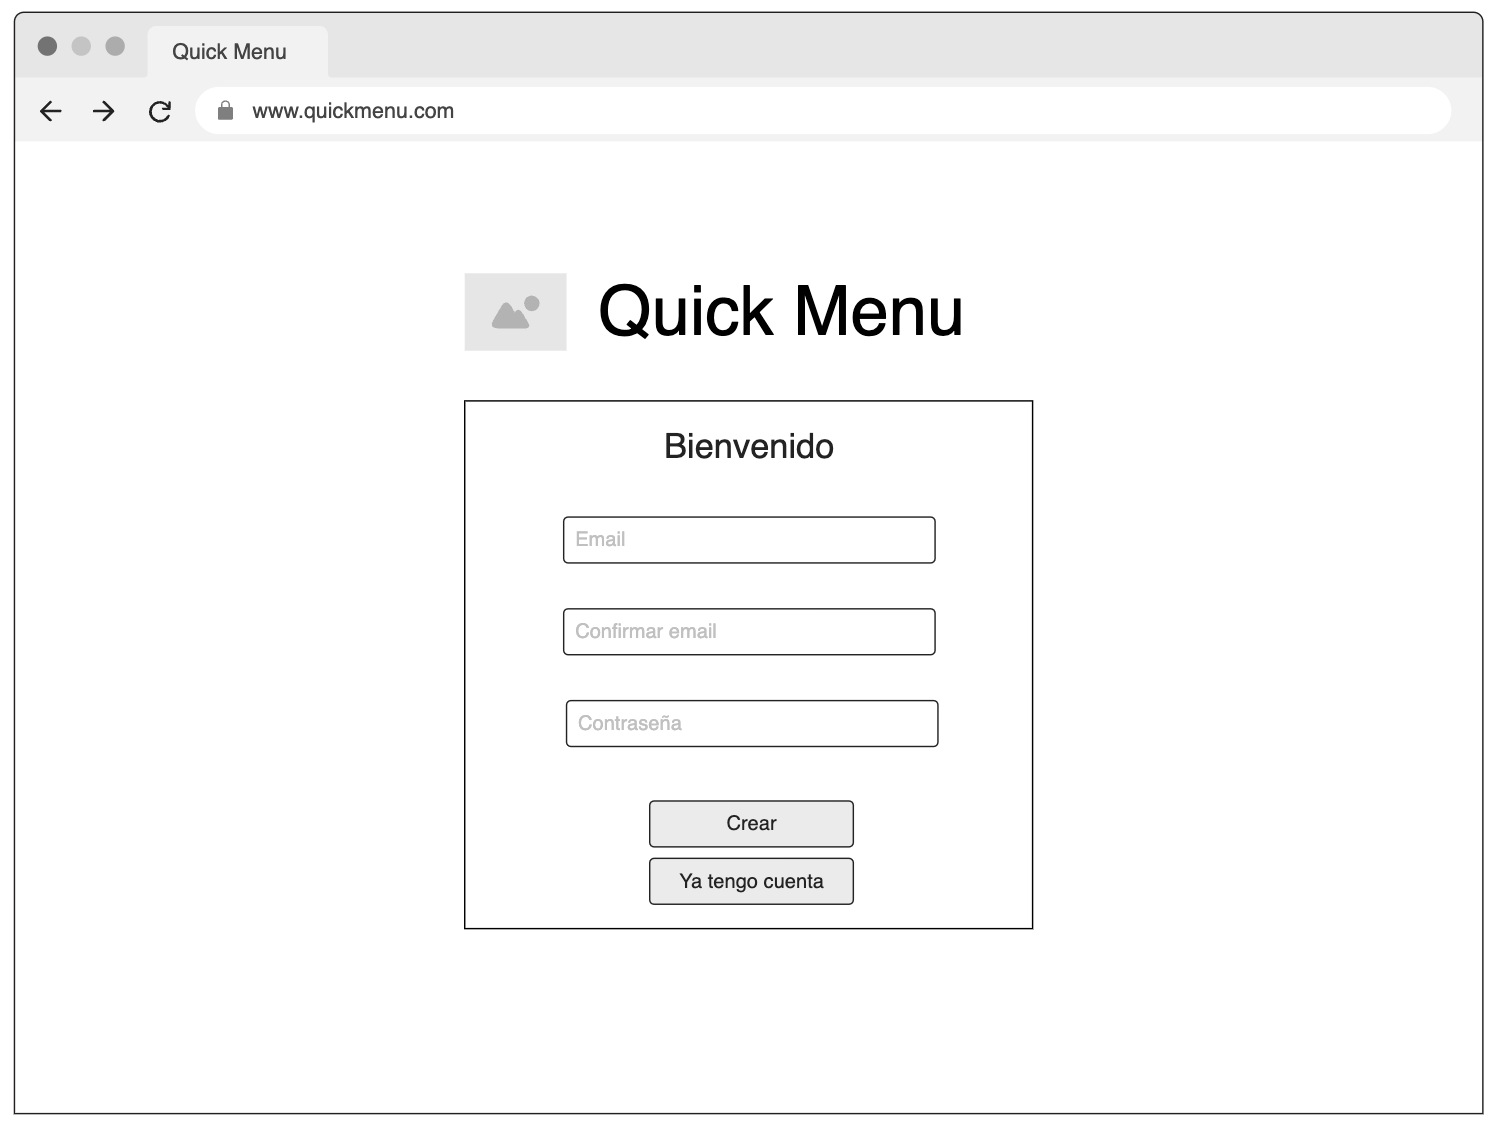 Quick Menu
www.quickmenu.com
Quick Menu
Bienvenido
Email
Confirmar email
Contraseña
Crear
Ya tengo cuenta